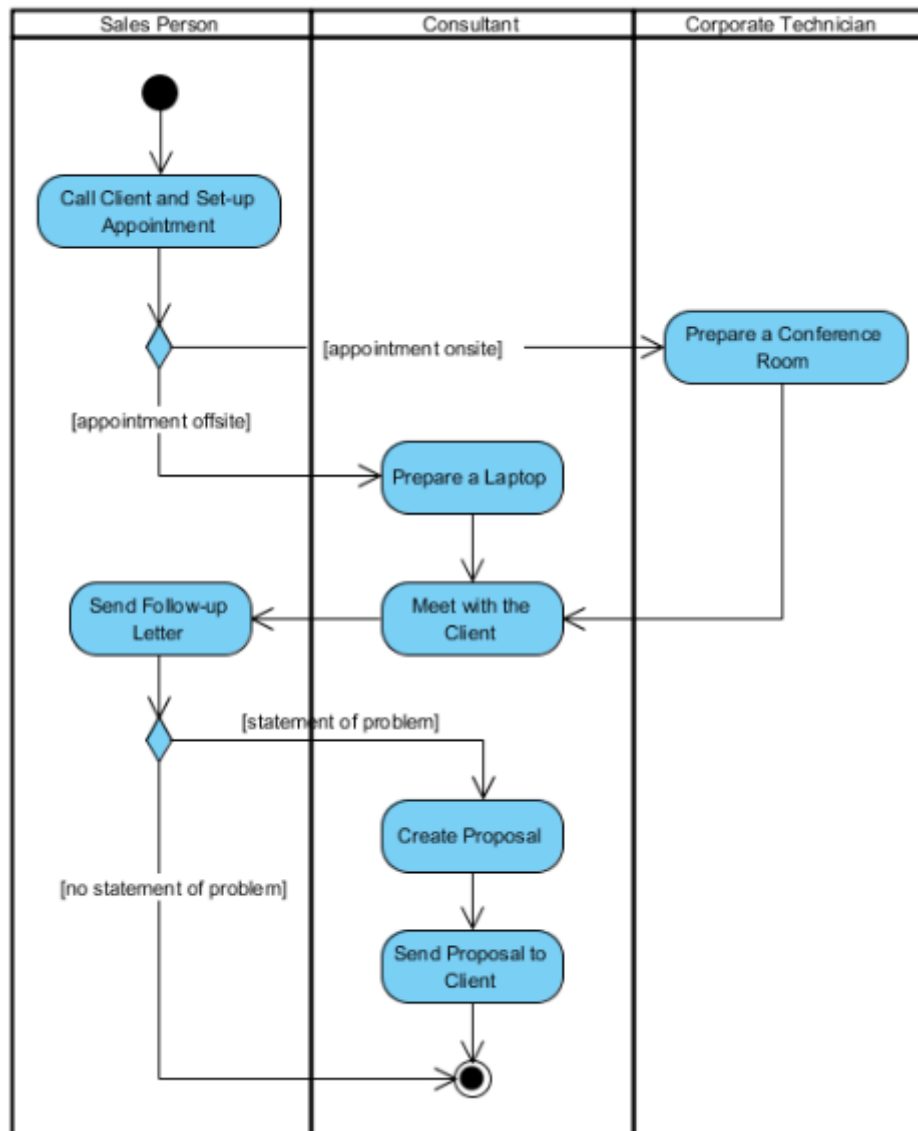 Sales Person
Consultant
Corporate Technician
Call Client and Set-up
Appointment
[appointment onsite]
Prepare a Conference
Room
[appointment offsite]
Prepare a Laptop
Send Follow-up
Letter
Meet with the
Client
[statement of problem]
Create Proposal
[no statement of problem]
Send Proposal to
Client